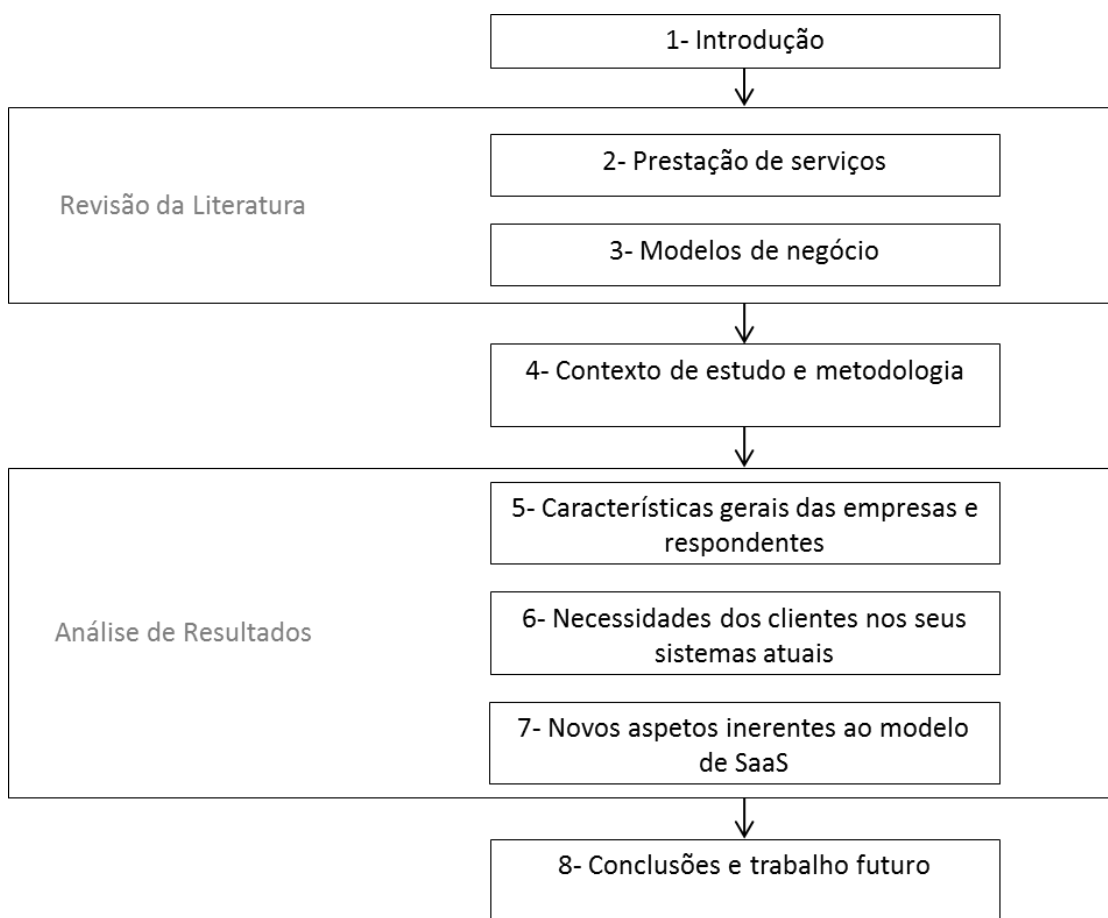 1- Introdução
Revisão da Literatura
2- Prestação de serviços
3- Modelos de negócio
4- Contexto de estudo e metodologia
Análise de Resultados
5- Característícas gerais das empresas e
respondentes
6- Necessidades dos clientes nos seus
sistemas atuais
7- Novos aspetos inerentes ao modelo
de SaaS
8- Conclusões e trabalho futuro